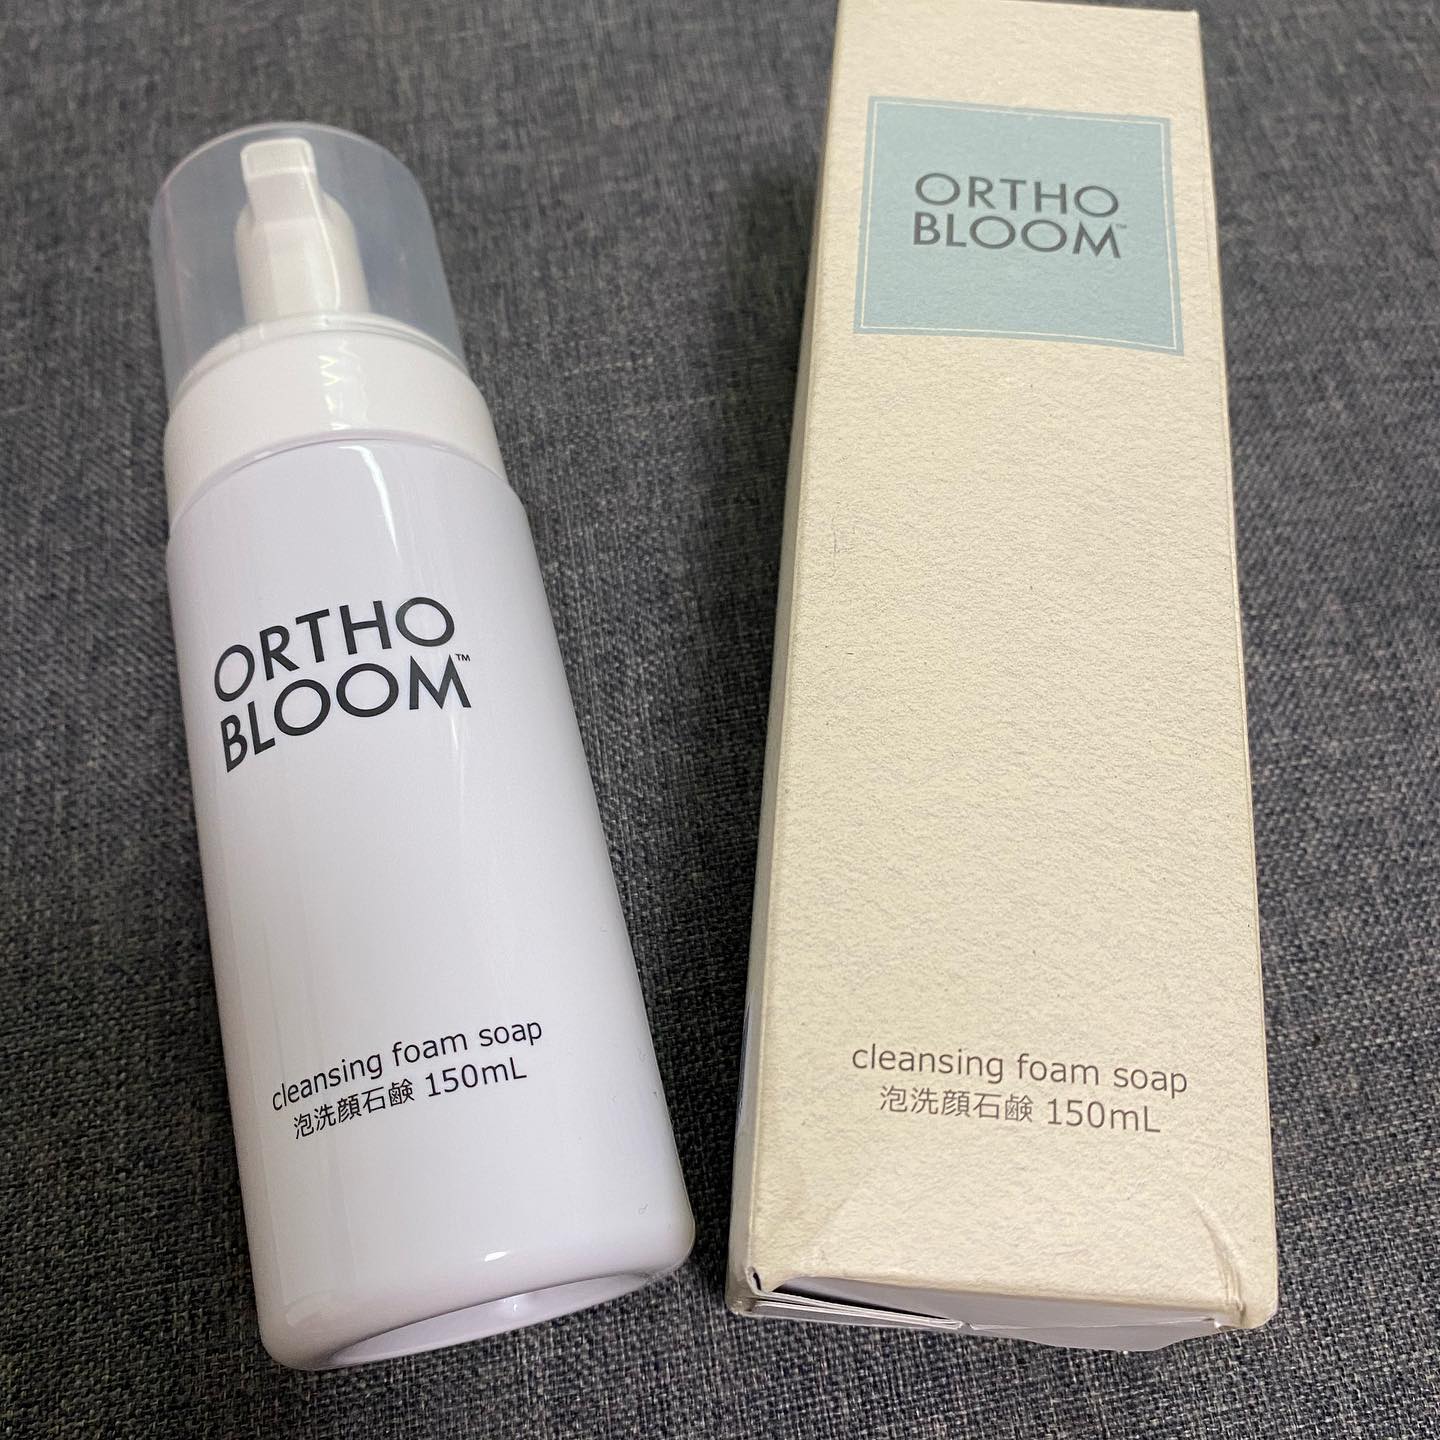 ORTHO
BLOOM™
cleansing foam soap
泡洗顔石鹸 150mL
ORTHO
BLOOM™
cleansing foam soap
泡洗顔石鹸 150mL